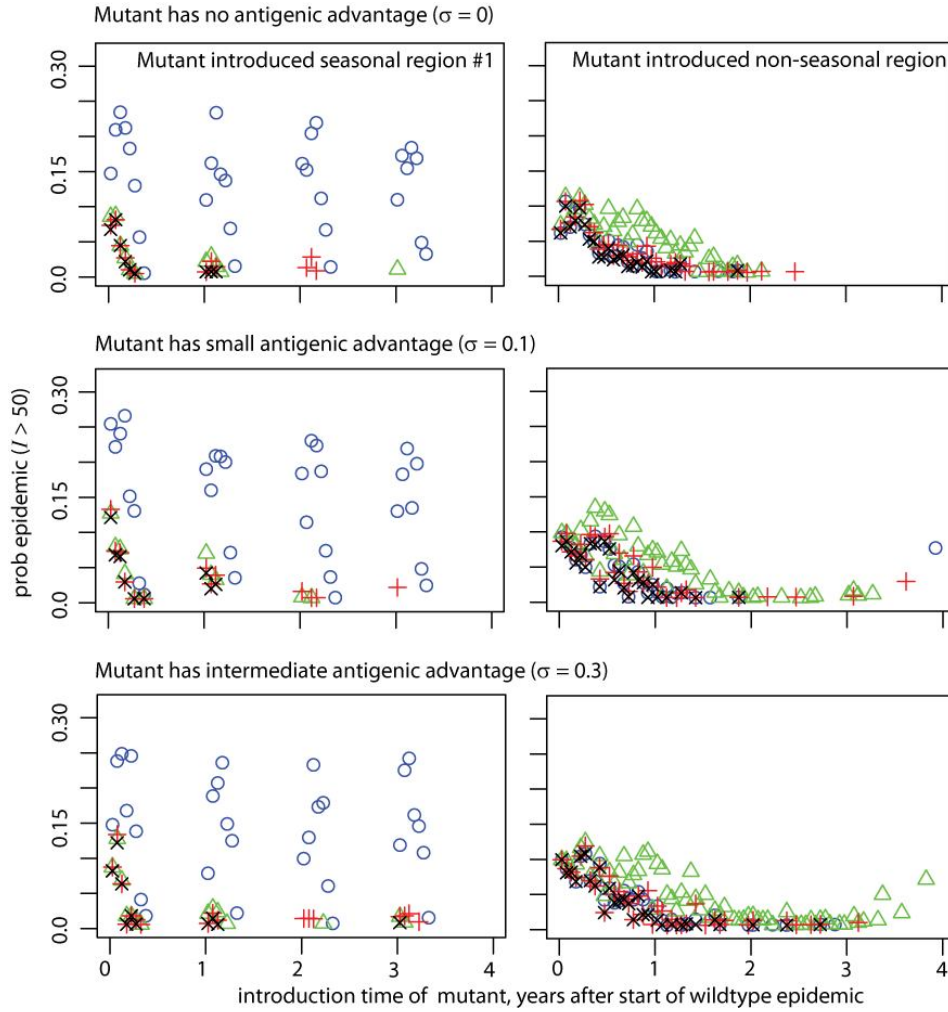 Mutant has no antigenic advantage (σ = 0)
Mutant introduced seasonal region #1
Mutant introduced non-seasonal region
0.30
0.15
0.0
Mutant has small antigenic advantage (σ = 0.1)
0.30
0.15
0.0
prob epidemic (I > 50)
Mutant has intermediate antigenic advantage (σ = 0.3)
0.30
0.15
0.0
0 1 2 3 4
0 1 2 3 4
introduction time of mutant, years after start of wildtype epidemic